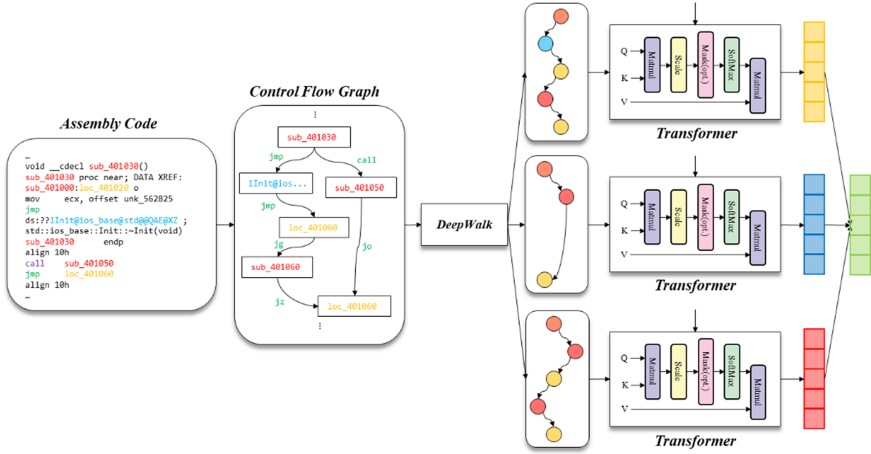 Assembly Code
…
void __cdecl sub_401030()
sub_401030 proc near; DATA XREF:
sub_401000:loc_401020 o
mov ecx, offset unk_562B25
jmp
ds:??1Init@ios_base@std@@QAE@XZ ;
std::ios_base::Init::~Init(void)
sub_401030 endp
align 10h
call sub_401050
jmp loc_401060
align 10h
…
Control Flow Graph
⋮
sub_401030
jmp
call
1Init@ios...
sub_401050
jmp
loc_401060
jg
jo
sub_401060
jz
loc_401060
⋮
DeepWalk
Q
K
V
Matmul
Scale
Mask(opt.)
SoftMax
Matmul
Transformer
Q
K
V
Matmul
Scale
Mask(opt.)
SoftMax
Matmul
Transformer
Q
K
V
Matmul
Scale
Mask(opt.)
SoftMax
Matmul
Transformer